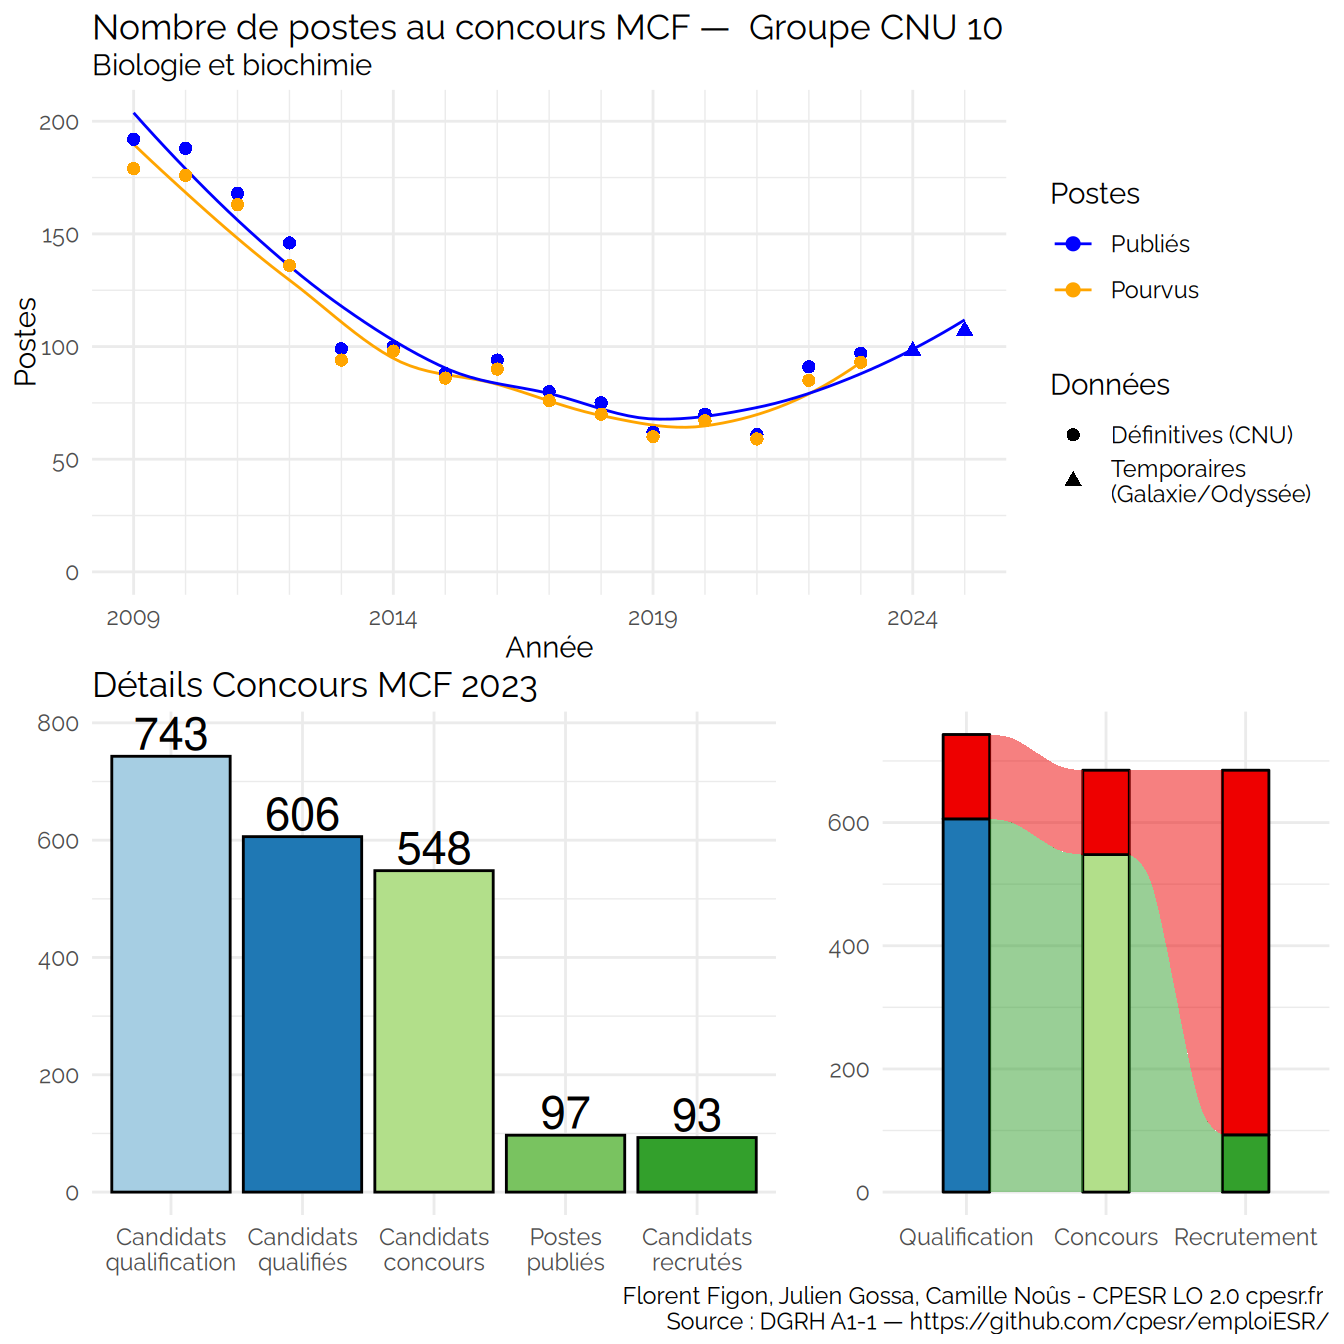 Nombre de postes au concours MCF — Groupe CNU 10
Biologie et biochimie
Postes
200
150
100
50
0
2009
2014
2019
2024
Année
Postes
Publiés
Pourvus
Données
Définitives (CNU)
Temporaires
(Galaxie/Odyssée)
Détails Concours MCF 2023
800
600
400
200
0
743
606
548
97
93
Candidats
qualification
Candidats
qualifiés
Candidats
concours
Postes
publiés
Candidats
recrutés
600
400
200
0
Qualification
Concours
Recrutement
Florent Figon, Julien Gossa, Camille Noûs - CPESR LO 2.0 cpesr.fr
Source : DGRH A1-1 — https://github.com/cpesr/emploiESR/